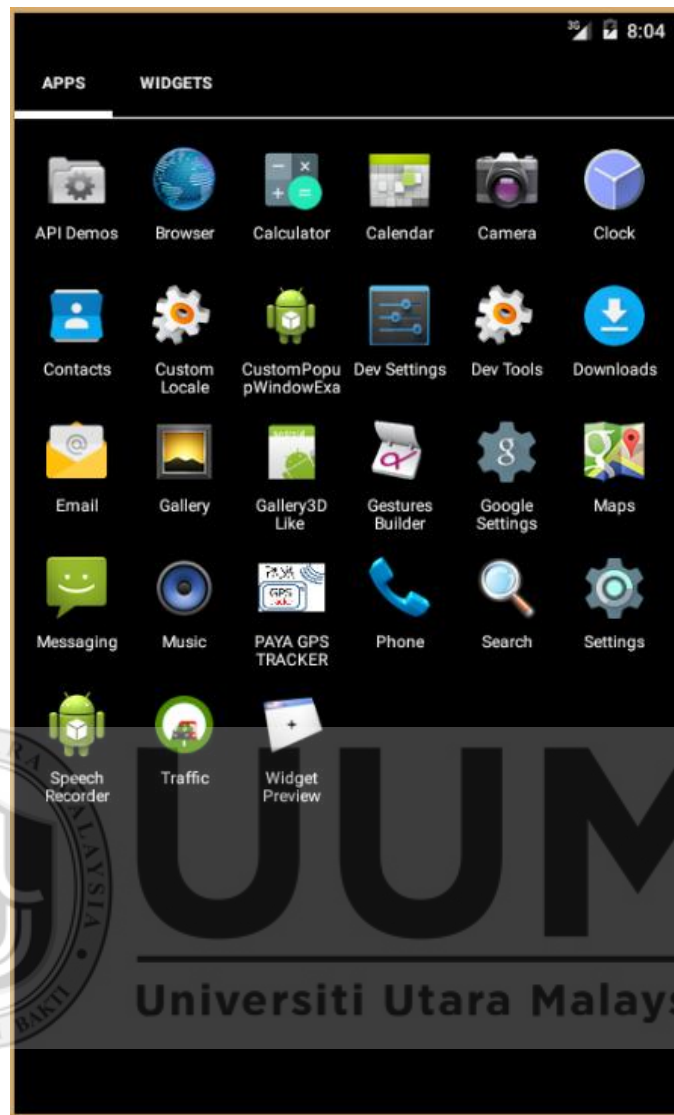 3G 8:04
APPS WIDGETS
API Demos Browser Calculator Calendar Camera Clock
Contacts Custom Locale CustomPopupWindowExa Dev Settings Dev Tools Downloads
Email Gallery Gallery3D Like Gestures Builder Google Settings Maps
Messaging Music PAYA GPS TRACKER Phone Search Settings
Speech Recorder Traffic Widget Preview
UUM
Universiti Utara Malays